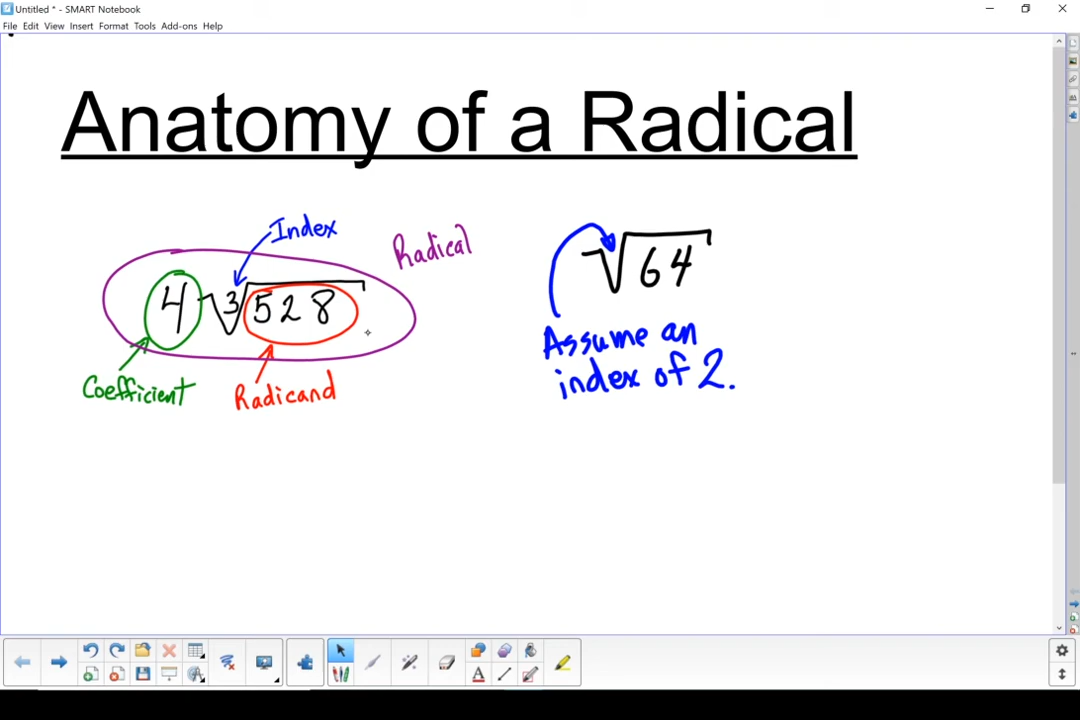 Untitled * - SMART Notebook
File Edit View Insert Format Tools Add-ons Help
Anatomy of a Radical
Index
Radical
4 ∛528
Coefficient
Radicand
√64
Assume an
index of 2.